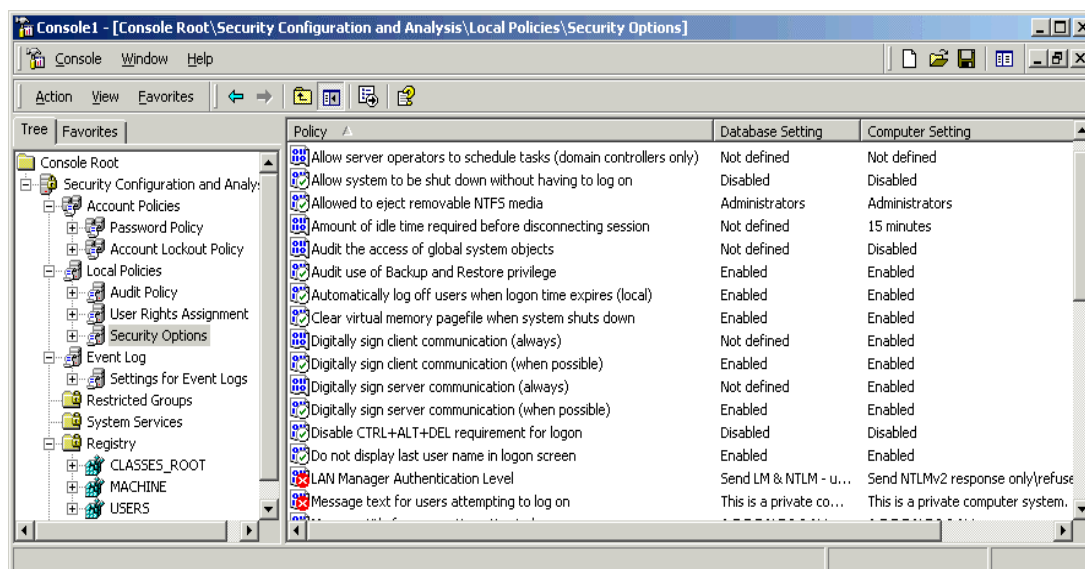 Console1 - [Console Root\Security Configuration and Analysis\Local Policies\Security Options]
Console Window Help
Action View Favorites
Tree Favorites
Console Root
Security Configuration and Analy
Account Policies
Password Policy
Account Lockout Policy
Local Policies
Audit Policy
User Rights Assignment
Security Options
Event Log
Settings for Event Logs
Restricted Groups
System Services
Registry
CLASSES_ROOT
MACHINE
USERS
Policy Database Setting Computer Setting
Allow server operators to schedule tasks (domain controllers only) Not defined Not defined
Allow system to be shut down without having to log on Disabled Disabled
Allowed to eject removable NTFS media Administrators Administrators
Amount of idle time required before disconnecting session Not defined 15 minutes
Audit the access of global system objects Not defined Disabled
Audit use of Backup and Restore privilege Enabled Enabled
Automatically log off users when logon time expires (local) Enabled Enabled
Clear virtual memory pagefile when system shuts down Enabled Enabled
Digitally sign client communication (always) Not defined Enabled
Digitally sign client communication (when possible) Enabled Enabled
Digitally sign server communication (always) Not defined Enabled
Digitally sign server communication (when possible) Enabled Enabled
Disable CTRL+ALT+DEL requirement for logon Disabled Disabled
Do not display last user name in logon screen Enabled Enabled
LAN Manager Authentication Level Send LM & NTLM - u... Send NTLMv2 response only\refuse
Message text for users attempting to log on This is a private co... This is a private computer system.